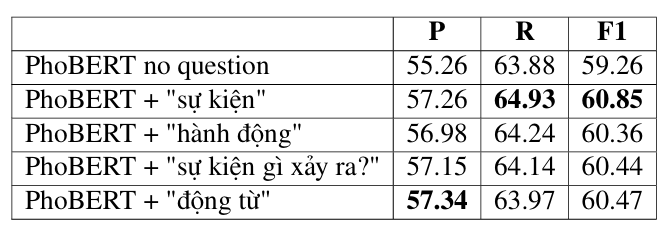 P R F1
PhoBERT no question 55.26 63.88 59.26
PhoBERT + "sự kiện" 57.26 64.93 60.85
PhoBERT + "hành động" 56.98 64.24 60.36
PhoBERT + "sự kiện gì xảy ra?" 57.15 64.14 60.44
PhoBERT + "động từ" 57.34 63.97 60.47